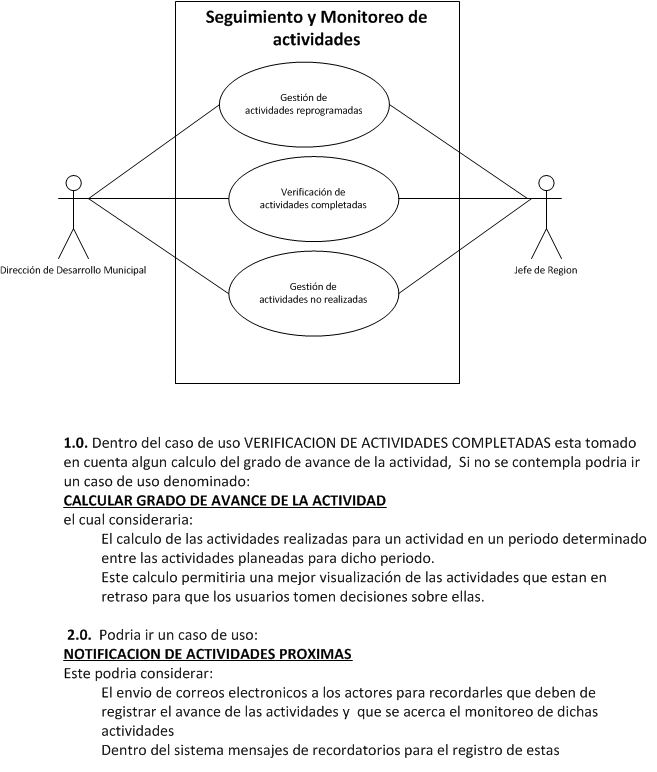 Seguimiento y Monitoreo de
actividades
Gestión de
actividades reprogramadas
Verificación de
actividades completadas
Gestión de
actividades no realizadas
Dirección de Desarrollo Municipal
Jefe de Region
1.0. Dentro del caso de uso VERIFICACION DE ACTIVIDADES COMPLETADAS esta tomado
en cuenta algun calculo del grado de avance de la actividad,  Si no se contempla podria ir
un caso de uso denominado:
CALCULAR GRADO DE AVANCE DE LA ACTIVIDAD
el cual consideraria:
El calculo de las actividades realizadas para un actividad en un periodo determinado
entre las actividades planeadas para dicho periodo.
Este calculo permitiria una mejor visualización de las actividades que estan en
retraso para que los usuarios tomen decisiones sobre ellas.
2.0.  Podria ir un caso de uso:
NOTIFICACION DE ACTIVIDADES PROXIMAS
Este podria considerar:
El envio de correos electronicos a los actores para recordarles que deben de
registrar el avance de las actividades y  que se acerca el monitoreo de dichas
actividades
Dentro del sistema mensajes de recordatorios para el registro de estas